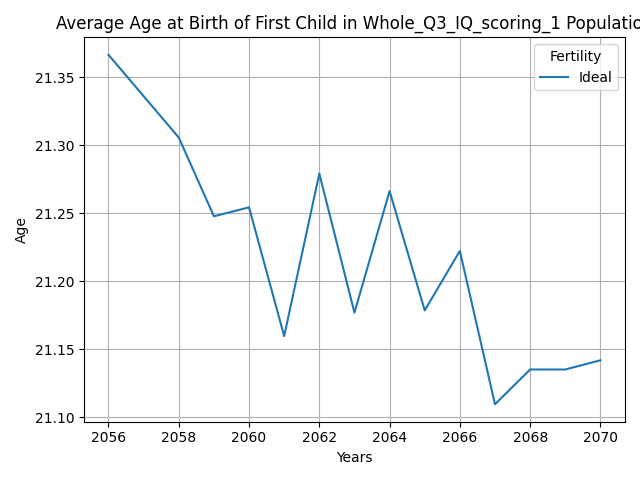 Average Age at Birth of First Child in Whole_Q3_IQ_scoring_1 Populatio
Fertility
Ideal
21.35
21.30
21.25
21.20
21.15
21.10
Age
2056 2058 2060 2062 2064 2066 2068 2070
Years